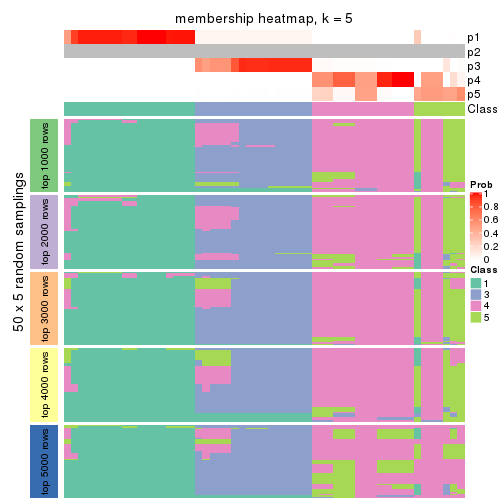 membership heatmap, k = 5
p1
p2
p3
p4
p5
Class
50 x 5 random samplings
top 1000 rows
top 2000 rows
top 3000 rows
top 4000 rows
top 5000 rows
Prob
1
0.8
0.6
0.4
0.2
0
Class
1
3
4
5